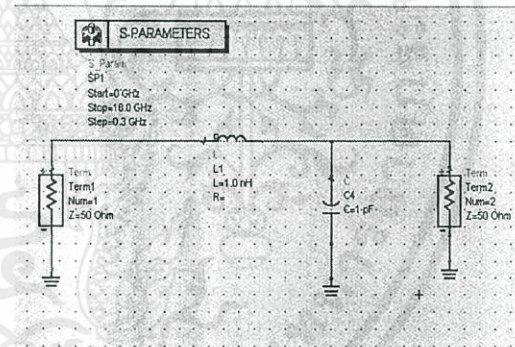 S-PARAMETERS
S_Param
SP1
Start=0 GHz
Stop=18.0 GHz
Step=0.3 GHz
Term
Term1
Num=1
Z=50 Ohm
L
L1
L=1.0 nH
R=
C
C4
C=1 pF
Term
Term2
Num=2
Z=50 Ohm